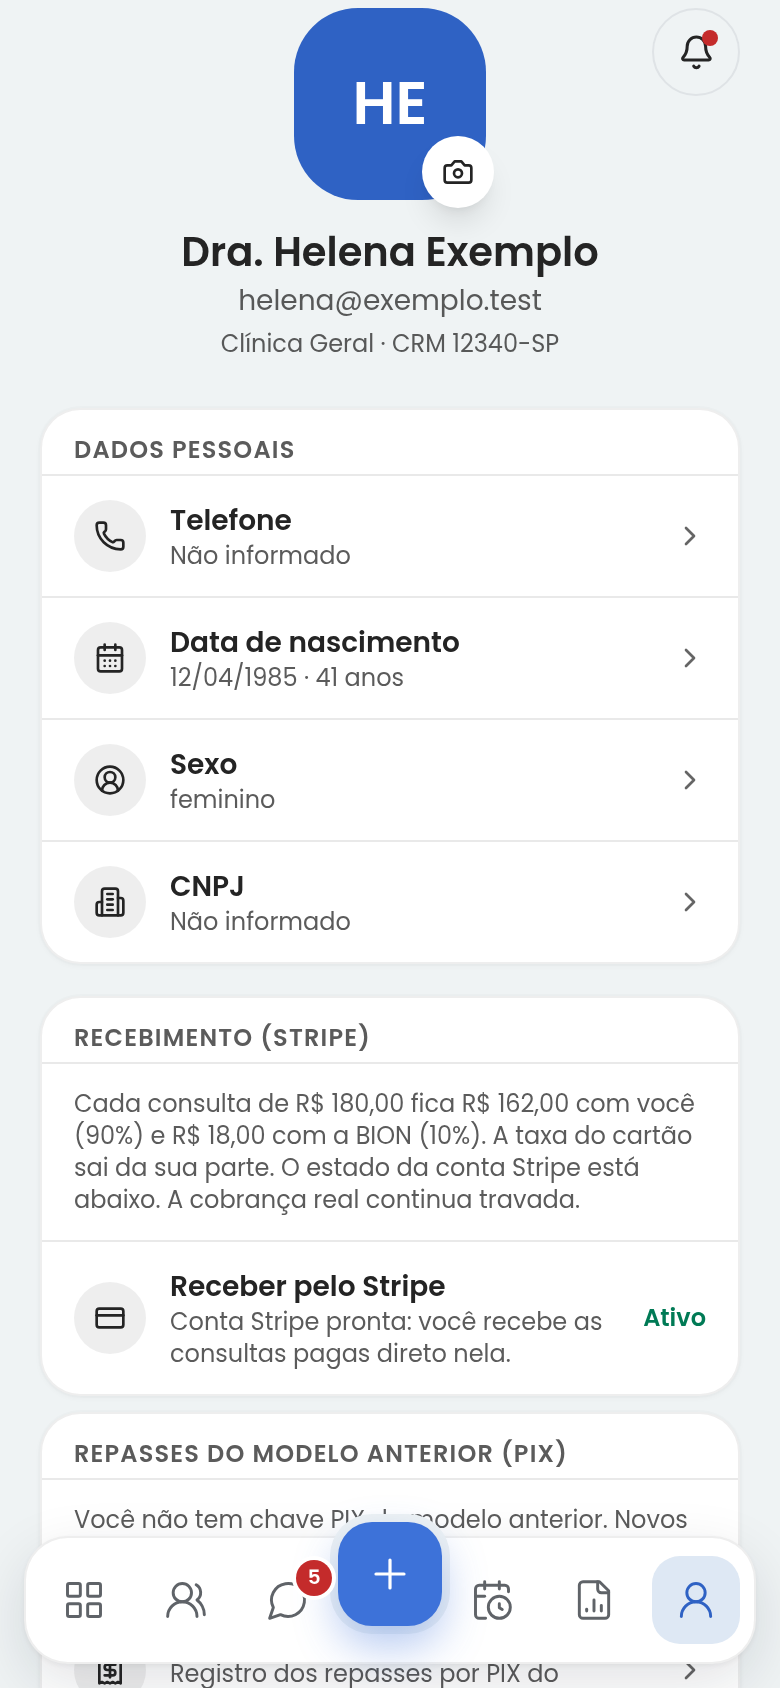 HE
Dra. Helena Exemplo
helena@exemplo.test
Clínica Geral · CRM 12340-SP
DADOS PESSOAIS
Telefone
Não informado
Data de nascimento
12/04/1985 · 41 anos
Sexo
feminino
CNPJ
Não informado
RECEBIMENTO (STRIPE)
Cada consulta de R$ 180,00 fica R$ 162,00 com você
(90%) e R$ 18,00 com a BION (10%). A taxa do cartão
sai da sua parte. O estado da conta Stripe está
abaixo. A cobrança real continua travada.
Receber pelo Stripe
Conta Stripe pronta: você recebe as
consultas pagas direto nela.
Ativo
REPASSES DO MODELO ANTERIOR (PIX)
Você não tem chave PIX modelo anterior. Novos
5
Registro dos repasses por PIX do